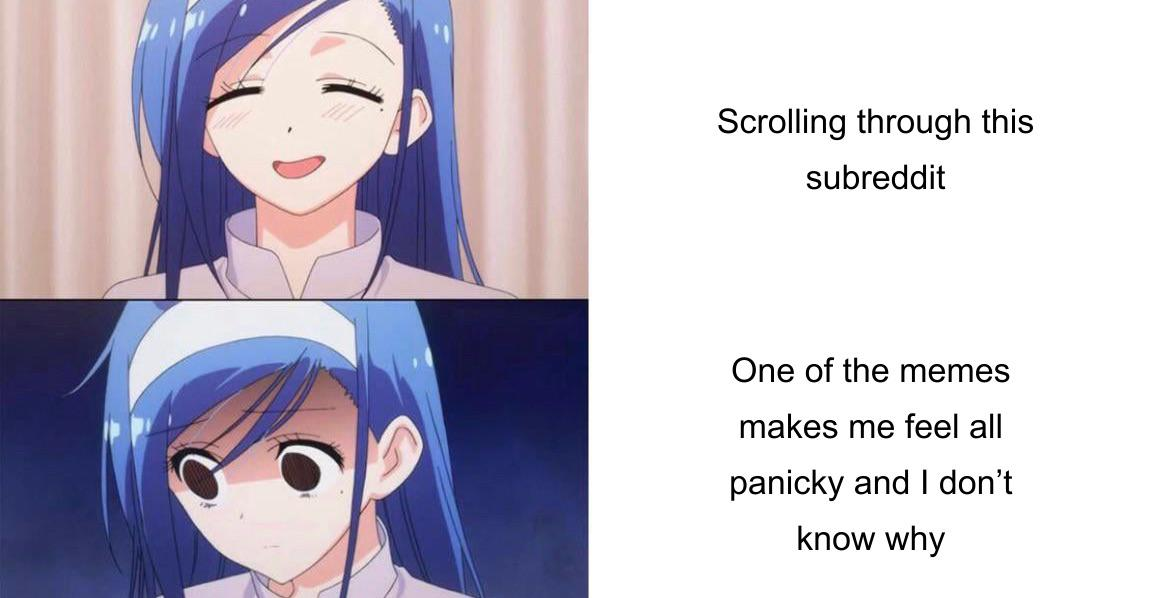 Scrolling through this
subreddit
One of the memes
makes me feel all
panicky and I don’t
know why